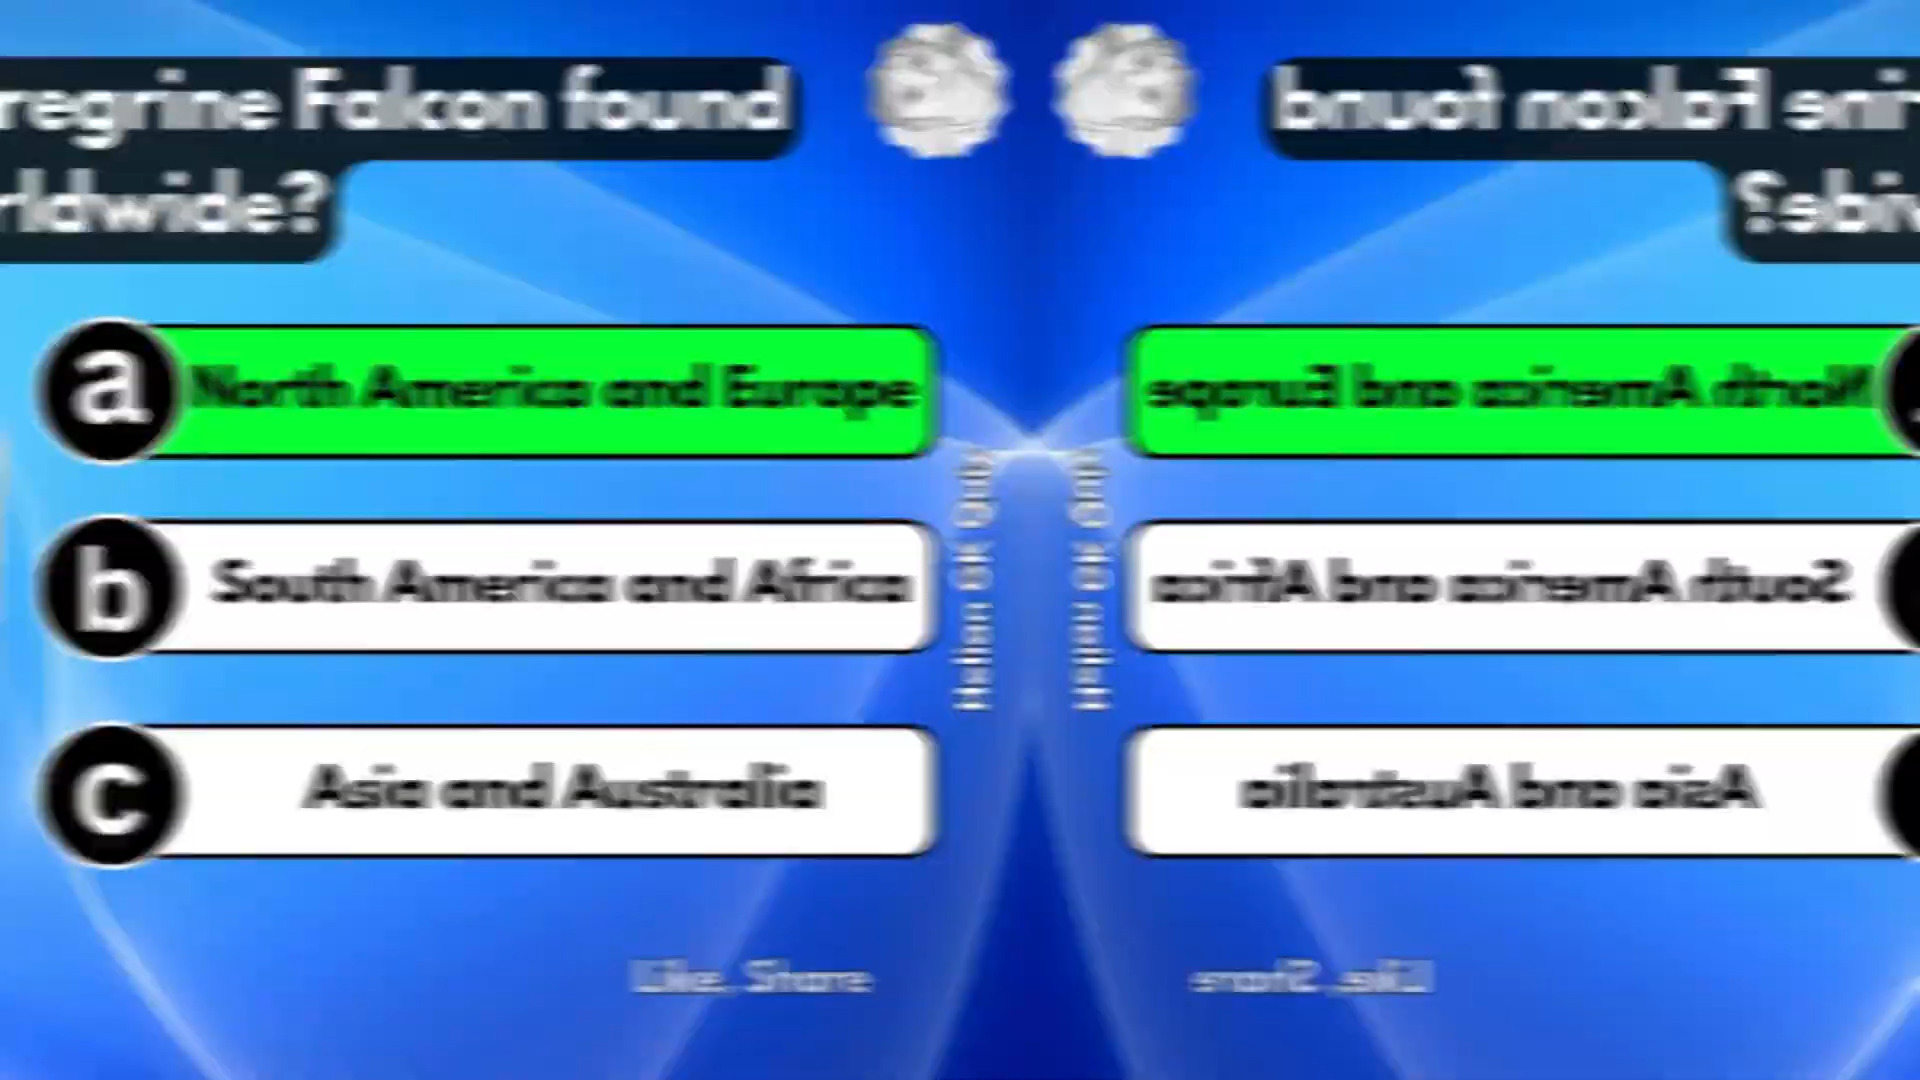 regrine Falcon found
rldwide?
a North America and Europe
b South America and Africa
c Asia and Australia
Like, Share